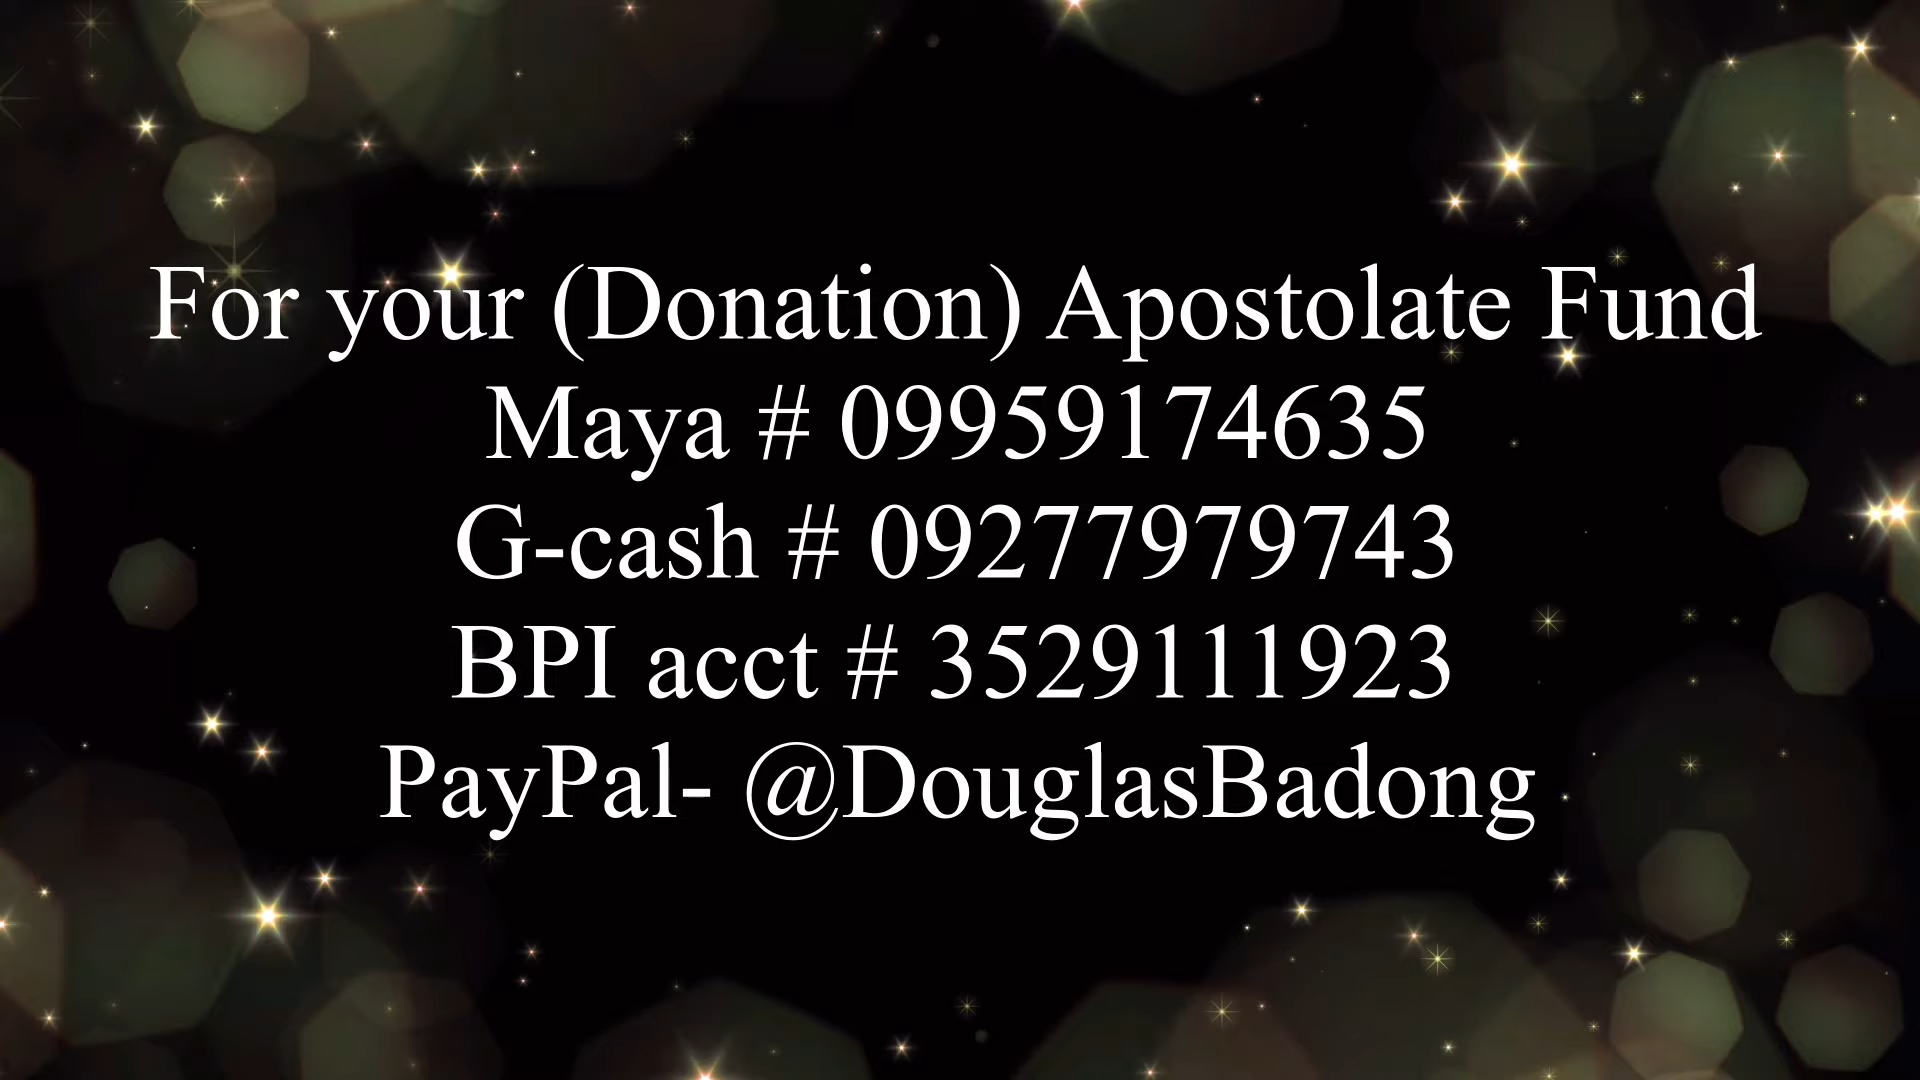 For your (Donation) Apostolate Fund
Maya # 09959174635
G-cash # 09277979743
BPI acct # 3529111923
PayPal- @DouglasBadong